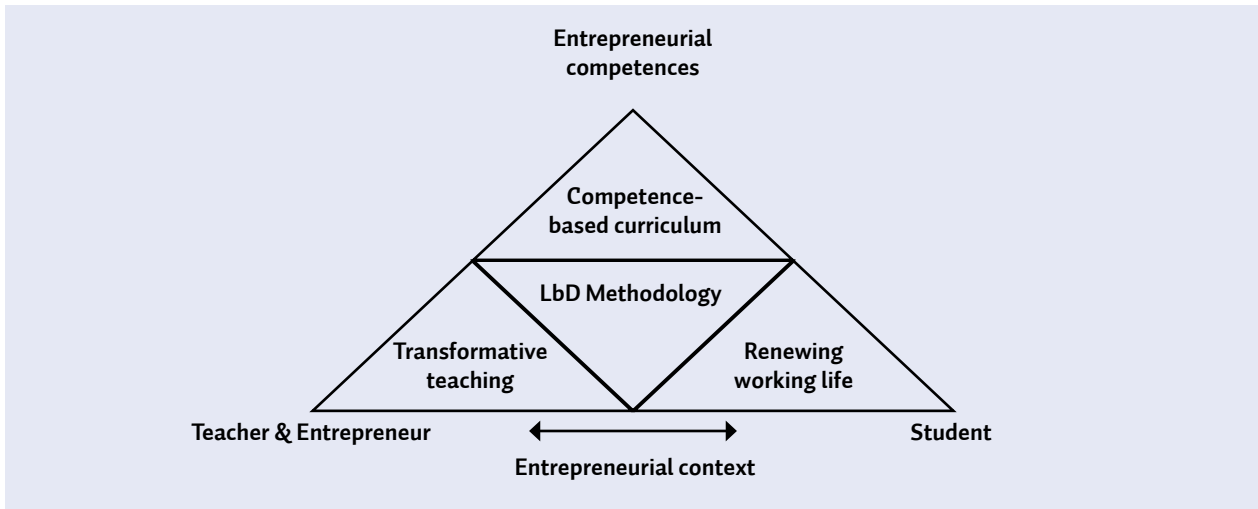 Entrepreneurial
competences
Competence-
based curriculum
LbD Methodology
Transformative
teaching
Renewing
working life
Teacher & Entrepreneur
Student
Entrepreneurial context